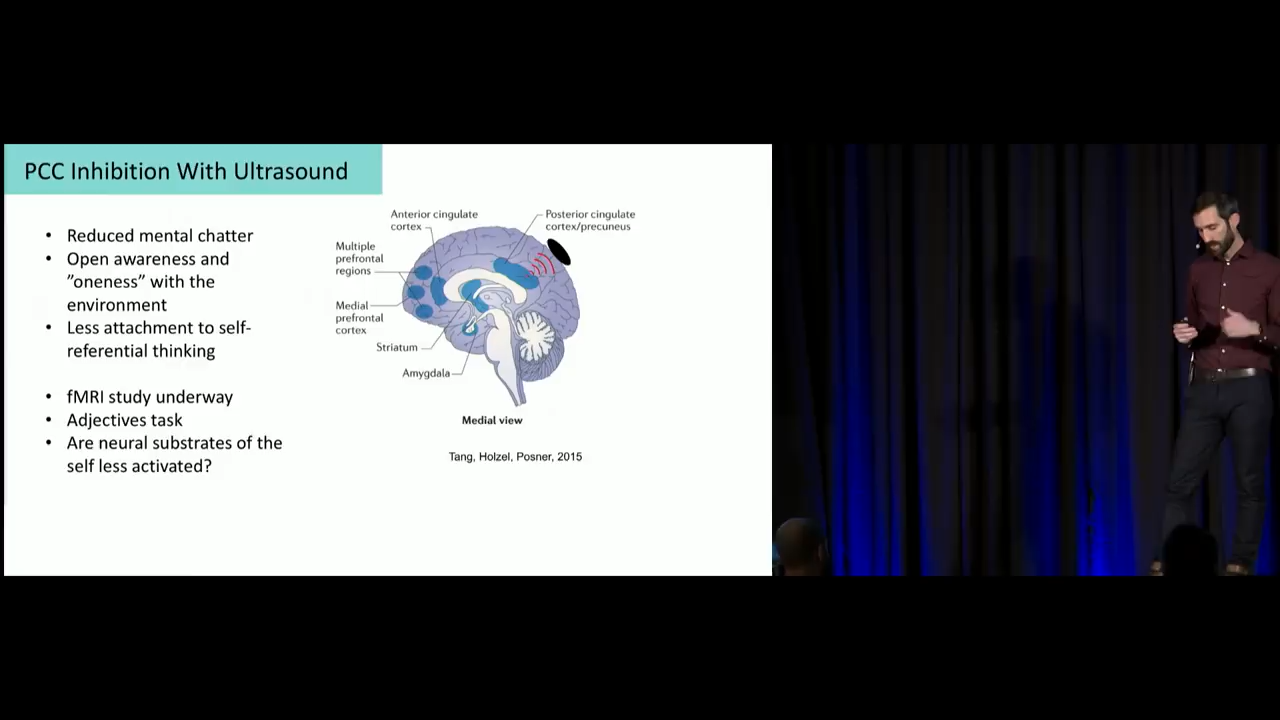 PCC Inhibition With Ultrasound
• Reduced mental chatter
• Open awareness and
”oneness” with the
environment
• Less attachment to self-
referential thinking
• fMRI study underway
• Adjectives task
• Are neural substrates of the
self less activated?
Anterior cingulate
cortex
Posterior cingulate
cortex/precuneus
Multiple
prefrontal
regions
Medial
prefrontal
cortex
Striatum
Amygdala
Medial view
Tang, Holzel, Posner, 2015